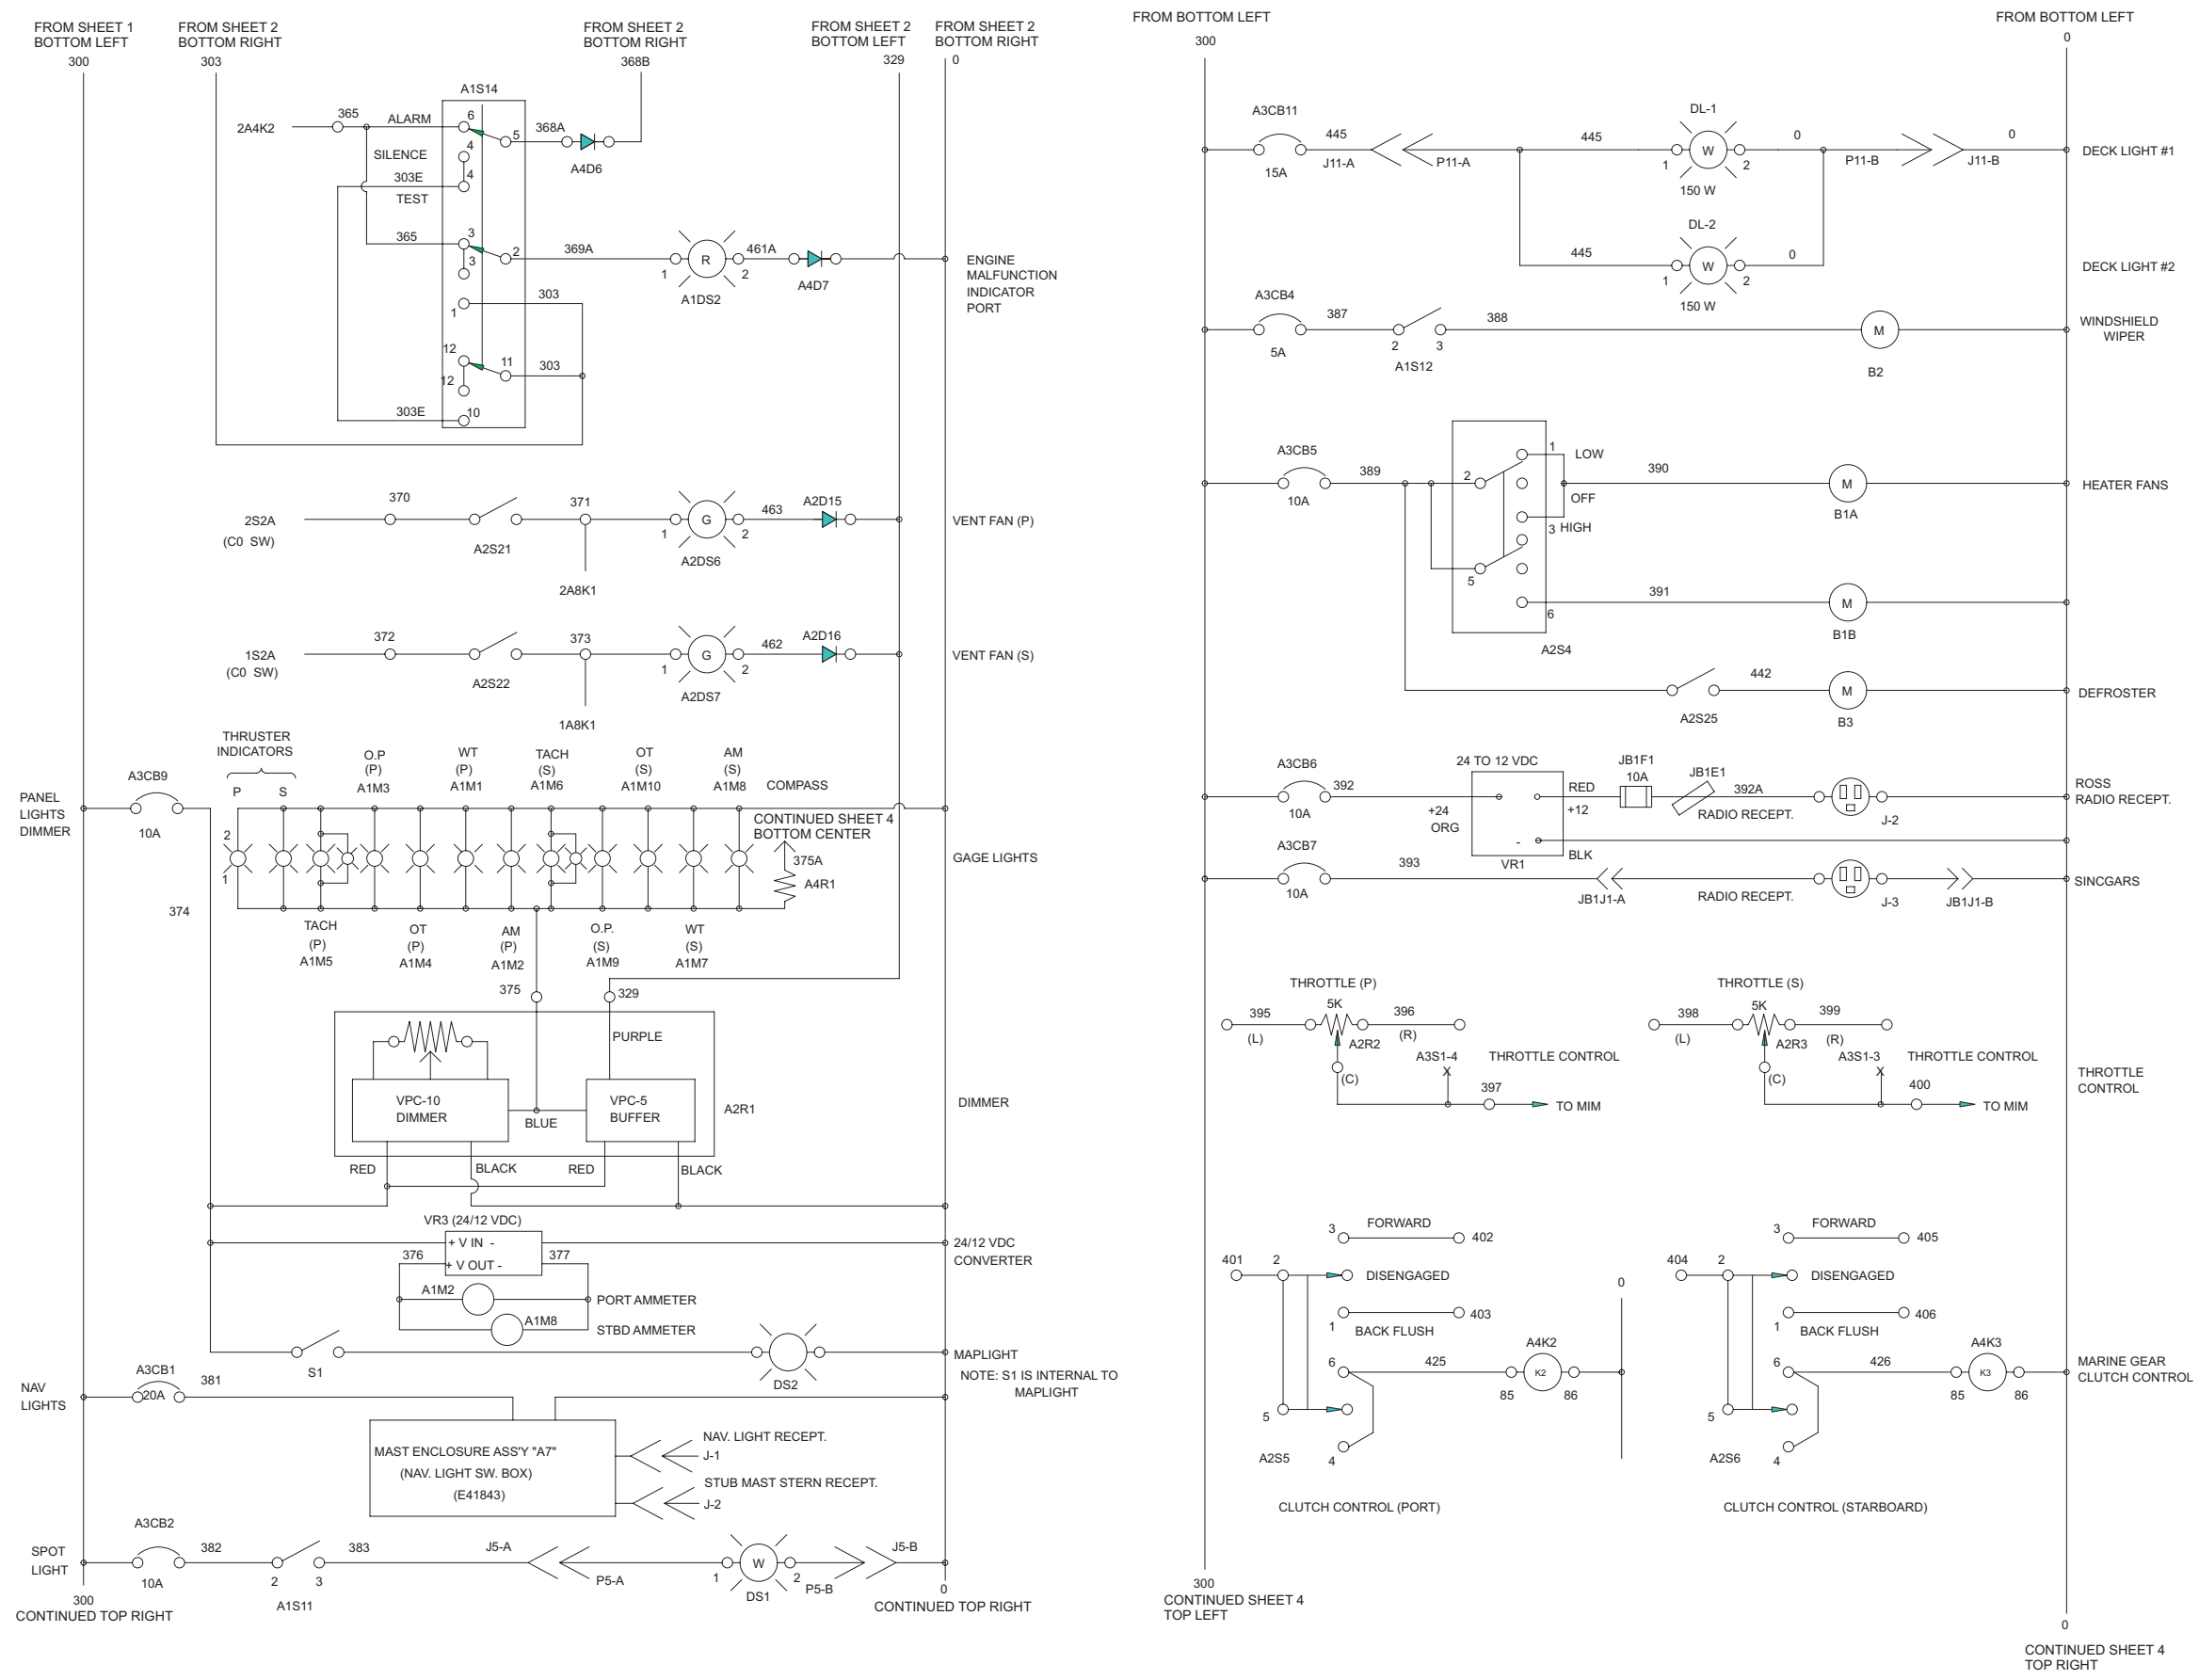 FROM SHEET 1
BOTTOM LEFT
300
FROM SHEET 2
BOTTOM RIGHT
303
FROM SHEET 2
BOTTOM RIGHT
368B
FROM SHEET 2
BOTTOM LEFT
329
FROM SHEET 2
BOTTOM RIGHT
0
A1S14
2A4K2
365
ALARM
6
5
368A
A4D6
SILENCE
4
303E
4
TEST
365
3
2
3
369A
1
R
2
A1DS2
461A
A4D7
ENGINE
MALFUNCTION
INDICATOR
PORT
303
1
12
11
303
12
303E
10
2S2A
(C0 SW)
370
A2S21
371
2A8K1
1
G
2
A2DS6
463
A2D15
VENT FAN (P)
1S2A
(C0 SW)
372
A2S22
373
1A8K1
1
G
2
A2DS7
462
A2D16
VENT FAN (S)
THRUSTER
INDICATORS
P
S
O.P
(P)
A1M3
WT
(P)
A1M1
TACH
(S)
A1M6
OT
(S)
A1M10
AM
(S)
A1M8
COMPASS
PANEL
LIGHTS
DIMMER
A3CB9
10A
CONTINUED SHEET 4
BOTTOM CENTER
2
1
375A
A4R1
GAGE LIGHTS
374
TACH
(P)
A1M5
OT
(P)
A1M4
AM
(P)
A1M2
O.P.
(S)
A1M9
WT
(S)
A1M7
375
329
PURPLE
VPC-10
DIMMER
BLUE
VPC-5
BUFFER
A2R1
DIMMER
RED
BLACK
RED
BLACK
VR3 (24/12 VDC)
+ V IN -
+ V OUT -
376
377
24/12 VDC
CONVERTER
A1M2
PORT AMMETER
A1M8
STBD AMMETER
S1
DS2
MAPLIGHT
NOTE: S1 IS INTERNAL TO
MAPLIGHT
NAV
LIGHTS
A3CB1
20A
381
MAST ENCLOSURE ASS'Y "A7"
(NAV. LIGHT SW. BOX)
(E41843)
NAV. LIGHT RECEPT.
J-1
STUB MAST STERN RECEPT.
J-2
SPOT
LIGHT
A3CB2
10A
382
2
3
A1S11
383
J5-A
P5-A
1
W
2
DS1
P5-B
J5-B
300
CONTINUED TOP RIGHT
0
CONTINUED TOP RIGHT
FROM BOTTOM LEFT
300
FROM BOTTOM LEFT
0
A3CB11
15A
445
J11-A
P11-A
445
DL-1
1
W
2
150 W
0
P11-B
J11-B
0
DECK LIGHT #1
445
DL-2
1
W
2
150 W
0
DECK LIGHT #2
A3CB4
5A
387
2
3
A1S12
388
M
B2
WINDSHIELD
WIPER
A3CB5
10A
389
2
1
LOW
OFF
3
HIGH
390
M
B1A
HEATER FANS
5
6
391
M
B1B
A2S4
A2S25
442
M
B3
DEFROSTER
A3CB6
10A
392
24 TO 12 VDC
+24
ORG
RED
+12
JB1F1
10A
JB1E1
392A
RADIO RECEPT.
J-2
ROSS
RADIO RECEPT.
-
BLK
VR1
A3CB7
10A
393
JB1J1-A
RADIO RECEPT.
J-3
JB1J1-B
SINCGARS
THROTTLE (P)
395
(L)
5K
A2R2
396
(R)
(C)
A3S1-4
X
THROTTLE CONTROL
397
TO MIM
THROTTLE (S)
398
(L)
5K
A2R3
399
(R)
(C)
A3S1-3
X
THROTTLE CONTROL
400
TO MIM
THROTTLE
CONTROL
3
FORWARD
402
401
2
DISENGAGED
1
403
BACK FLUSH
6
425
A4K2
K2
85
86
0
5
4
A2S5
CLUTCH CONTROL (PORT)
3
FORWARD
405
404
2
DISENGAGED
1
406
BACK FLUSH
6
426
A4K3
K3
85
86
5
4
A2S6
CLUTCH CONTROL (STARBOARD)
MARINE GEAR
CLUTCH CONTROL
300
CONTINUED SHEET 4
TOP LEFT
0
CONTINUED SHEET 4
TOP RIGHT